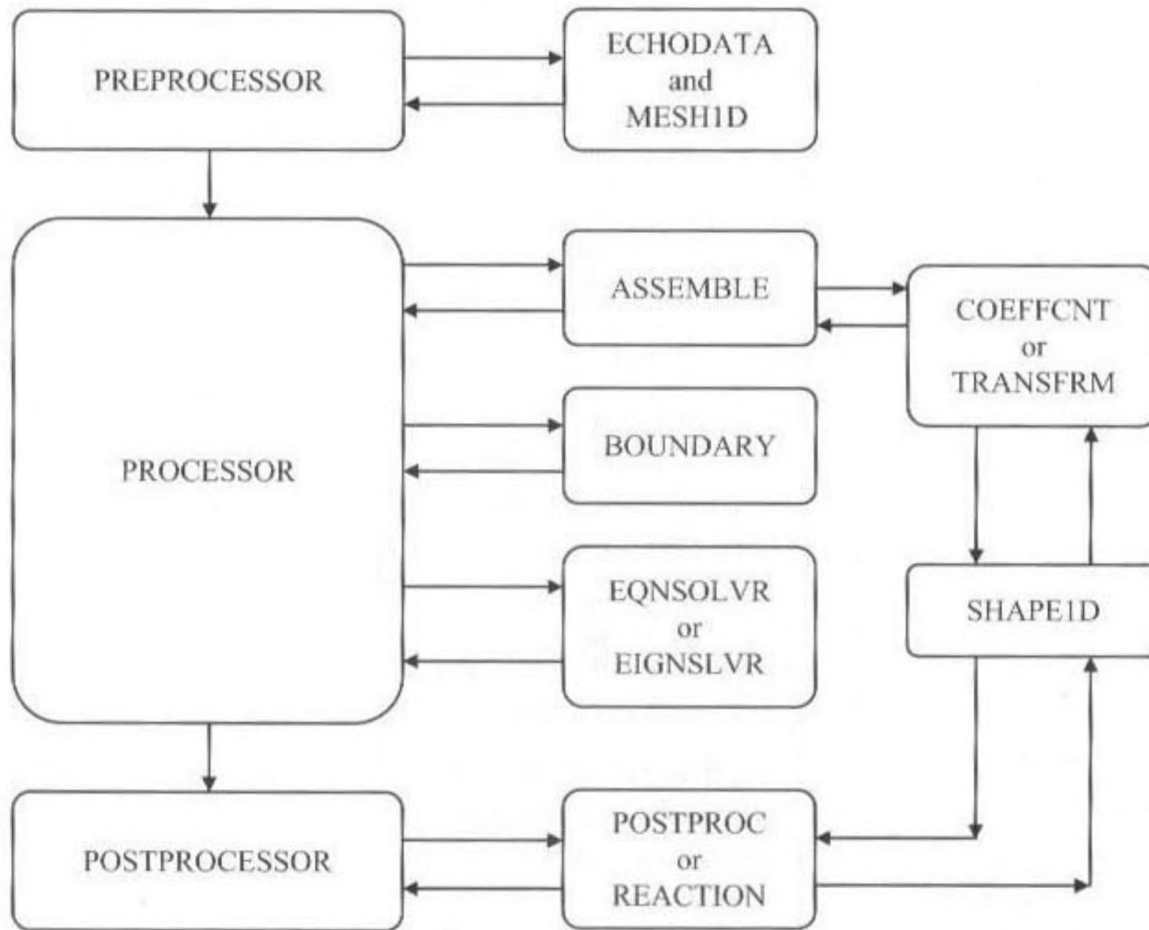 PREPROCESSOR
ECHODATA
and
MESH1D
PROCESSOR
ASSEMBLE
COEFFCNT
or
TRANSFRM
BOUNDARY
EQNSOLVR
or
EIGNSLVR
SHAPE1D
POSTPROCESSOR
POSTPROC
or
REACTION